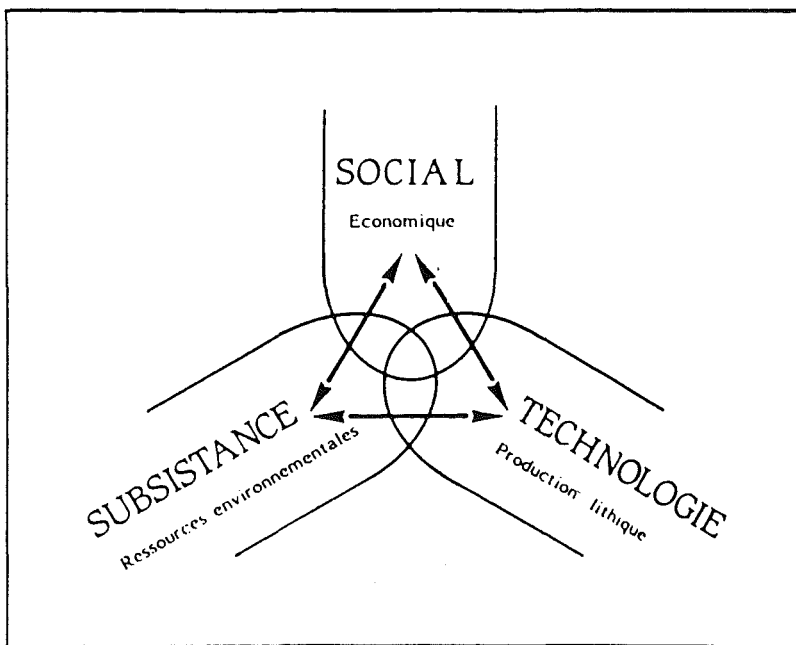 SOCIAL
Economique
SUBSISTANCE
Ressources environnementales
TECHNOLOGIE
Production lithique